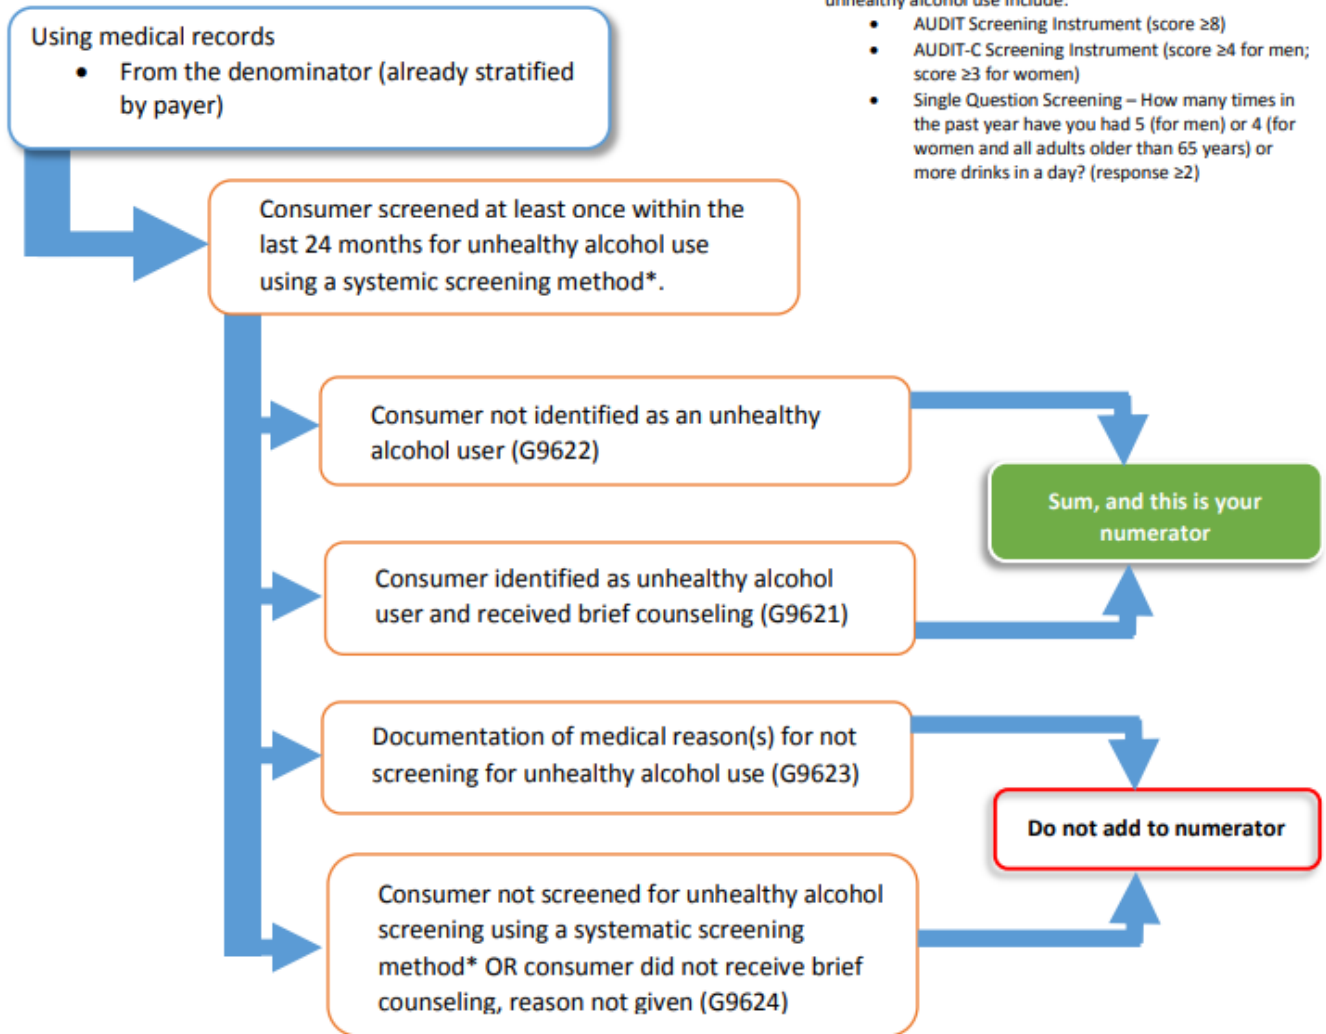 Using medical records
• From the denominator (already stratified
by payer)
unhealthy alcohol use include:
• AUDIT Screening Instrument (score ≥8)
• AUDIT-C Screening Instrument (score ≥4 for men;
score ≥3 for women)
• Single Question Screening – How many times in
the past year have you had 5 (for men) or 4 (for
women and all adults older than 65 years) or
more drinks in a day? (response ≥2)
Consumer screened at least once within the
last 24 months for unhealthy alcohol use
using a systemic screening method*.
Consumer not identified as an unhealthy
alcohol user (G9622)
Sum, and this is your
numerator
Consumer identified as unhealthy alcohol
user and received brief counseling (G9621)
Documentation of medical reason(s) for not
screening for unhealthy alcohol use (G9623)
Do not add to numerator
Consumer not screened for unhealthy alcohol
screening using a systematic screening
method* OR consumer did not receive brief
counseling, reason not given (G9624)